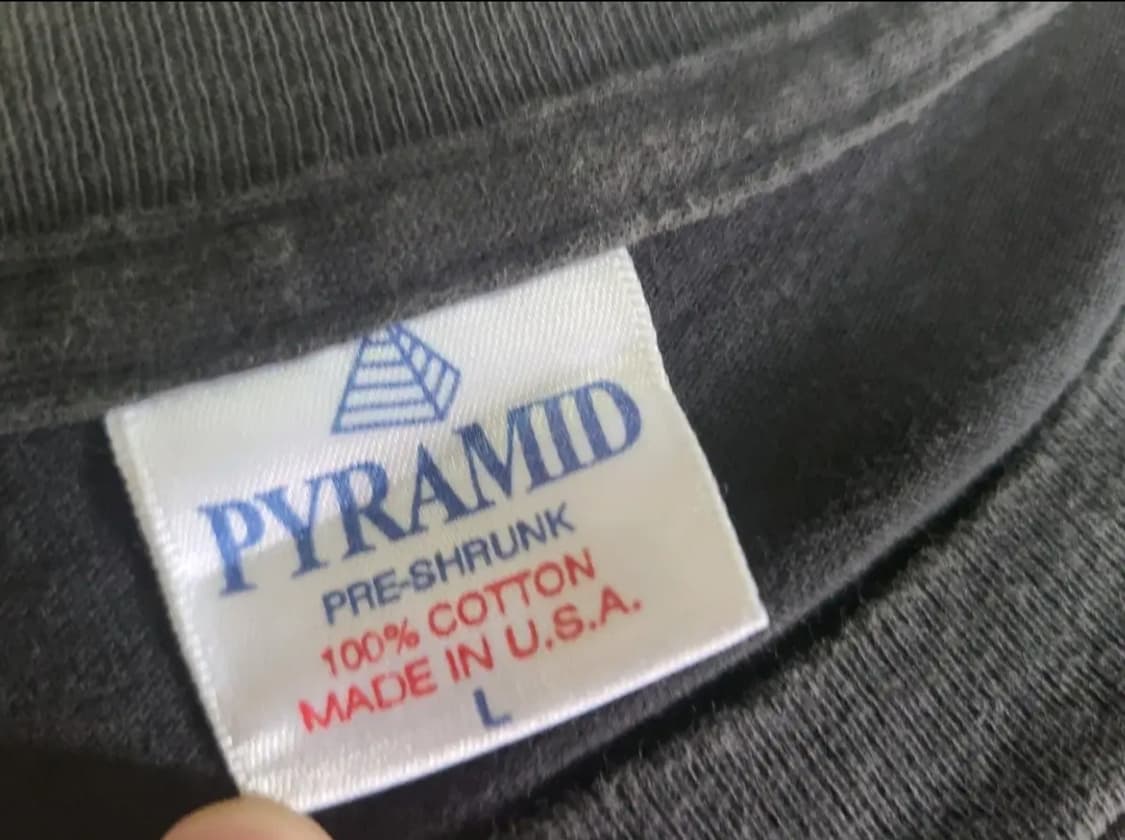 PYRAMID
PRE-SHRUNK
100% COTTON
MADE IN U.S.A.
L